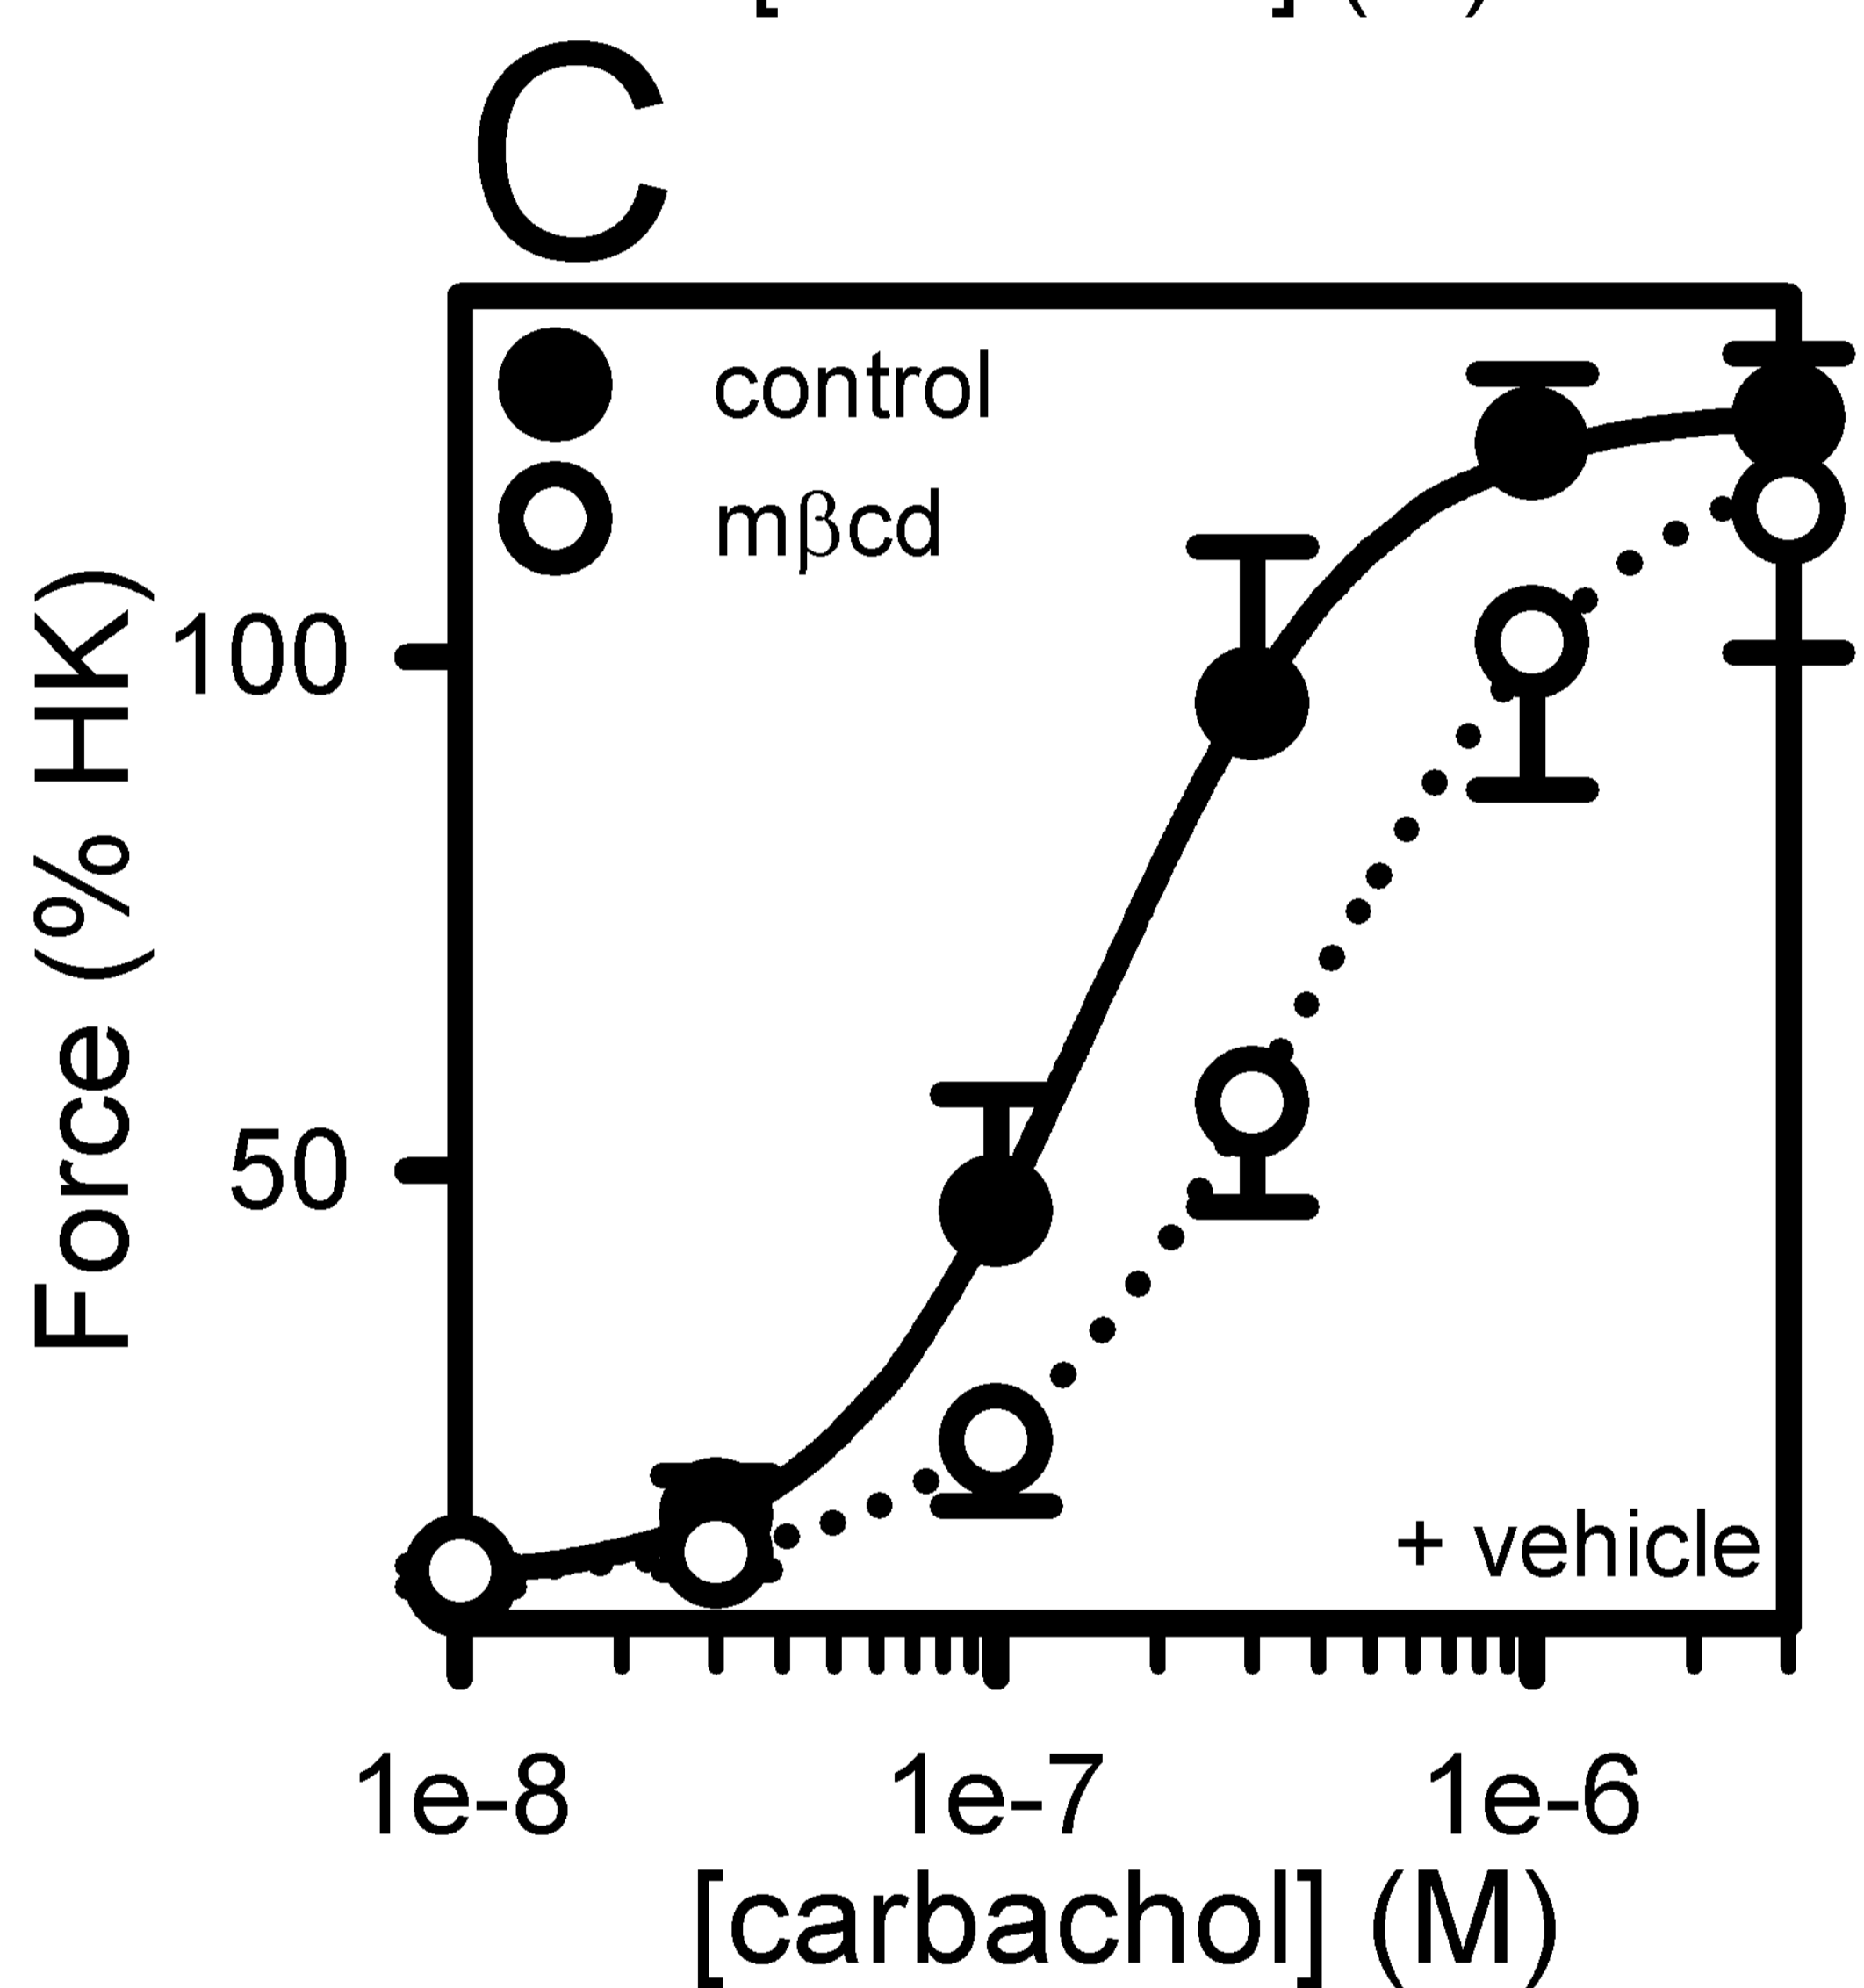 C
control
mβcd
Force (% HK)
100
50
+ vehicle
1e-8 1e-7 1e-6
[carbachol] (M)